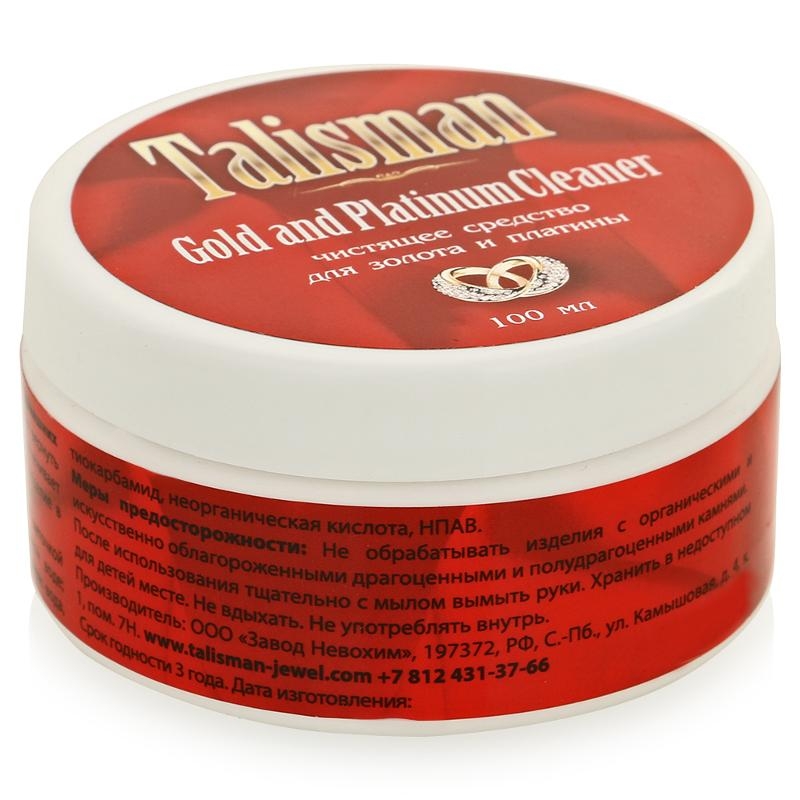 Talisman
Gold and Platinum Cleaner
чистящее средство
для золота и платины
100 мл
тиокарбамид, неорганическая кислота, НПАВ.
Меры предосторожности: Не обрабатывать изделия с органическими и
искусственно облагороженными драгоценными и полудрагоценными камнями.
После использования тщательно с мылом вымыть руки. Хранить в недоступном
для детей месте. Не вдыхать. Не употреблять внутрь.
Производитель: ООО «Завод Невохим», 197372, РФ, С.-Пб., ул. Камышовая, д. 4, к.
1, пом. 7Н. www.talisman-jewel.com +7 812 431-37-66
Срок годности 3 года. Дата изготовления: